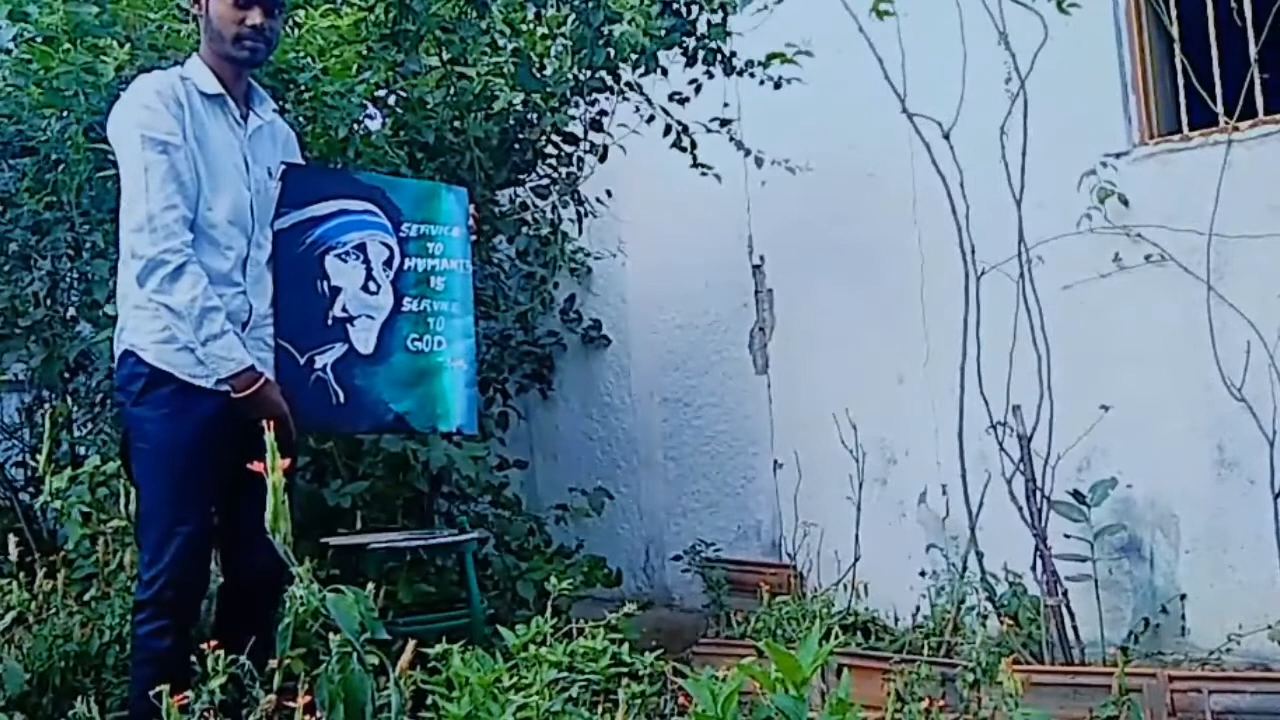 SERVICE
TO
HUMANITY
IS
SERVICE
TO
GOD